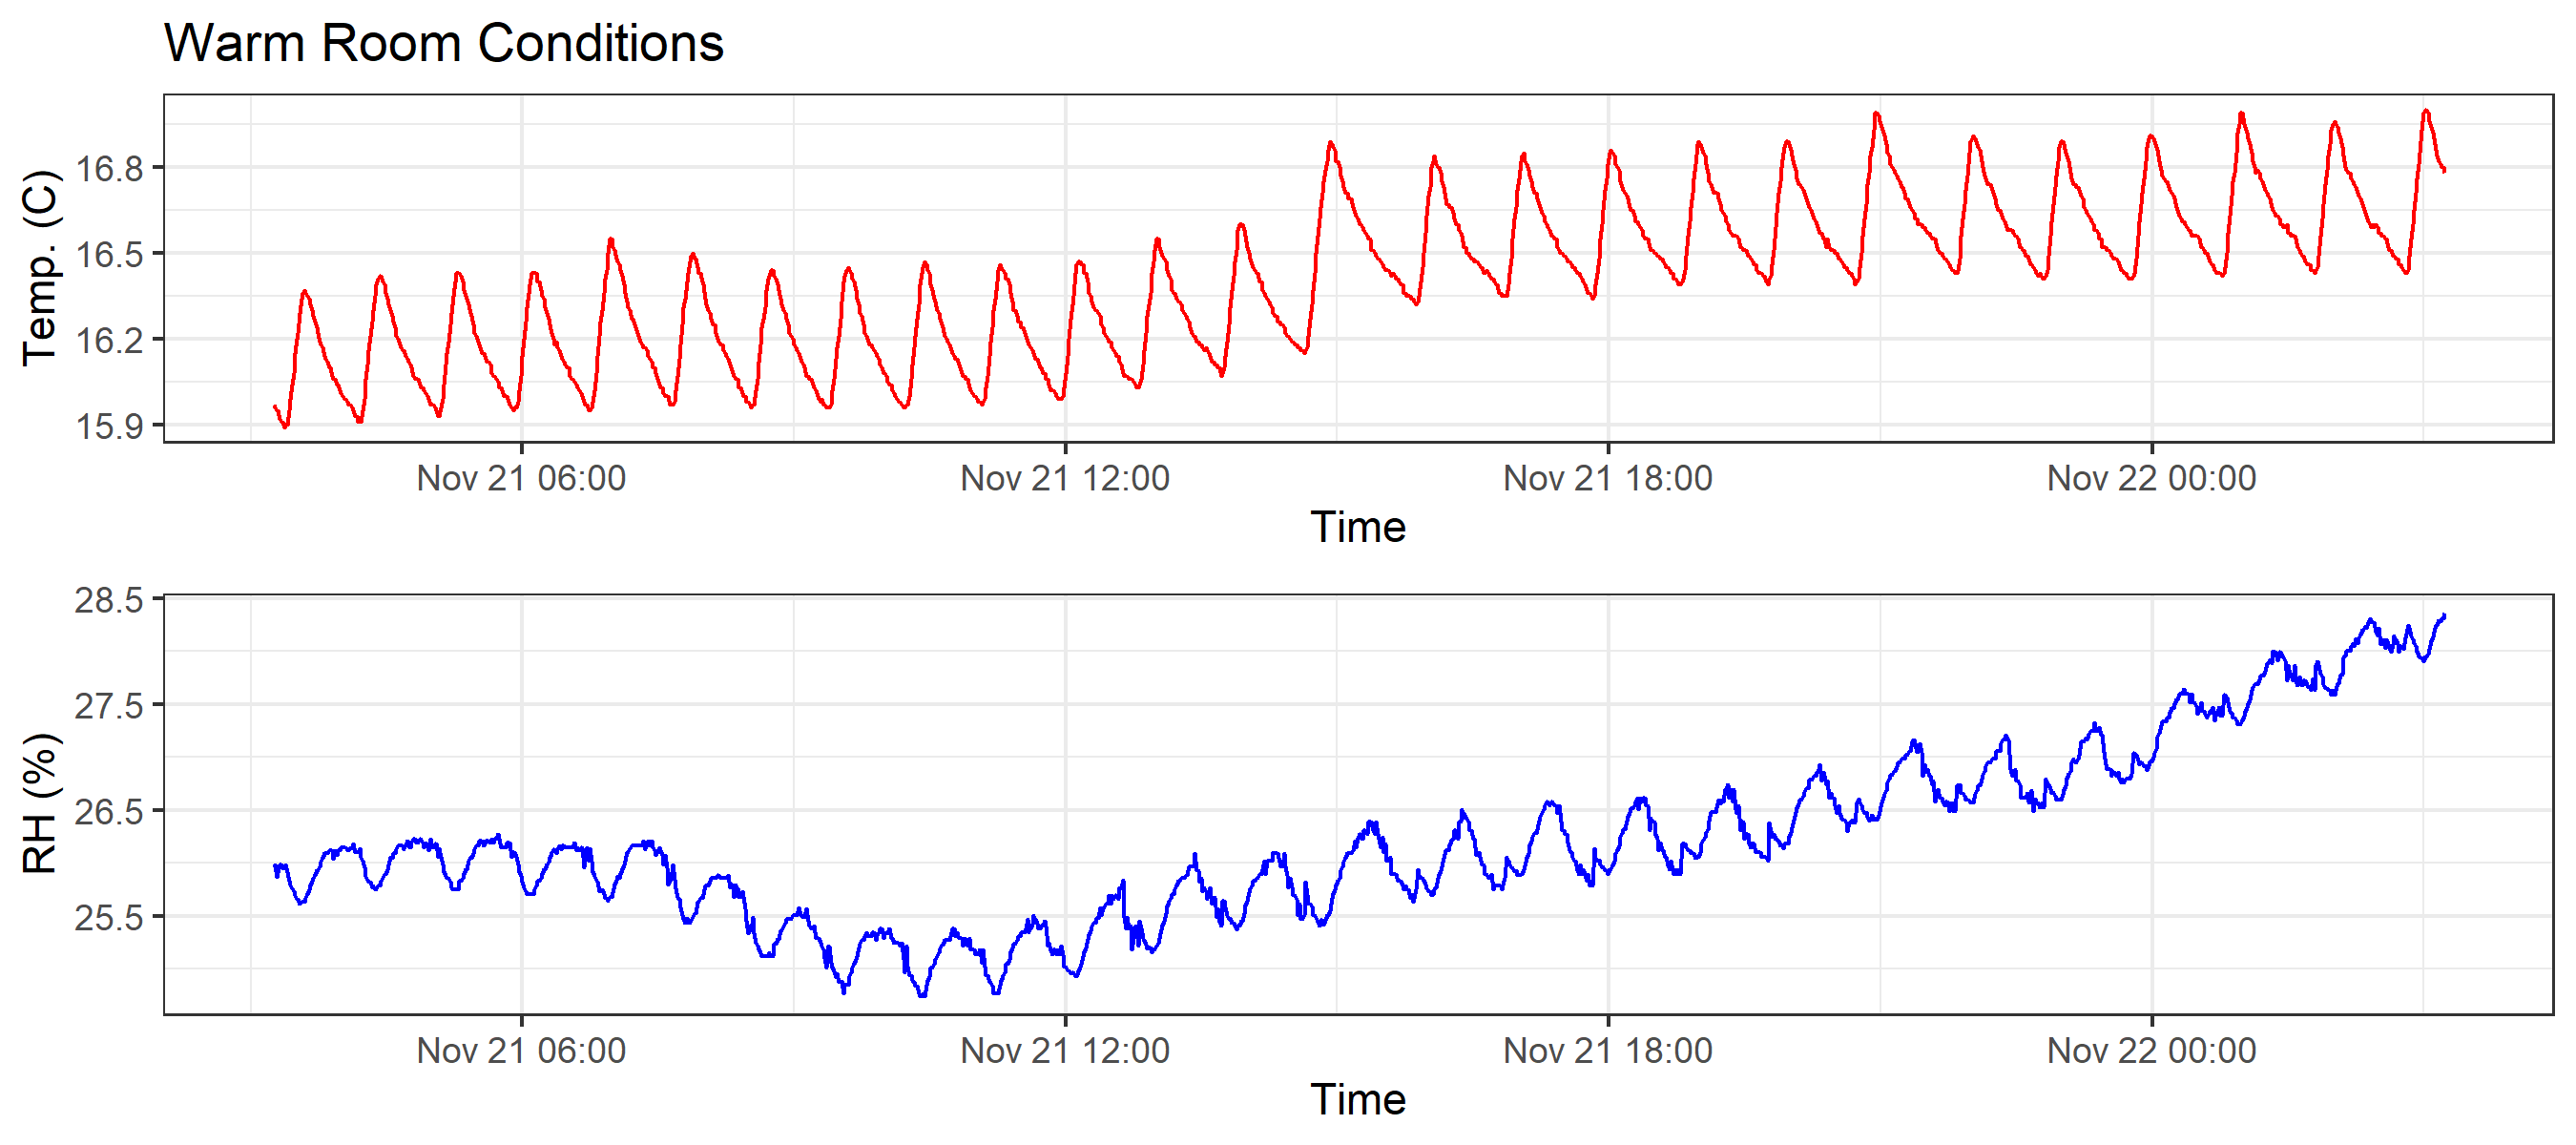 Warm Room Conditions
Temp. (C)
16.8
16.5
16.2
15.9
Nov 21 06:00 Nov 21 12:00 Nov 21 18:00 Nov 22 00:00
Time
RH (%)
28.5
27.5
26.5
25.5
Nov 21 06:00 Nov 21 12:00 Nov 21 18:00 Nov 22 00:00
Time